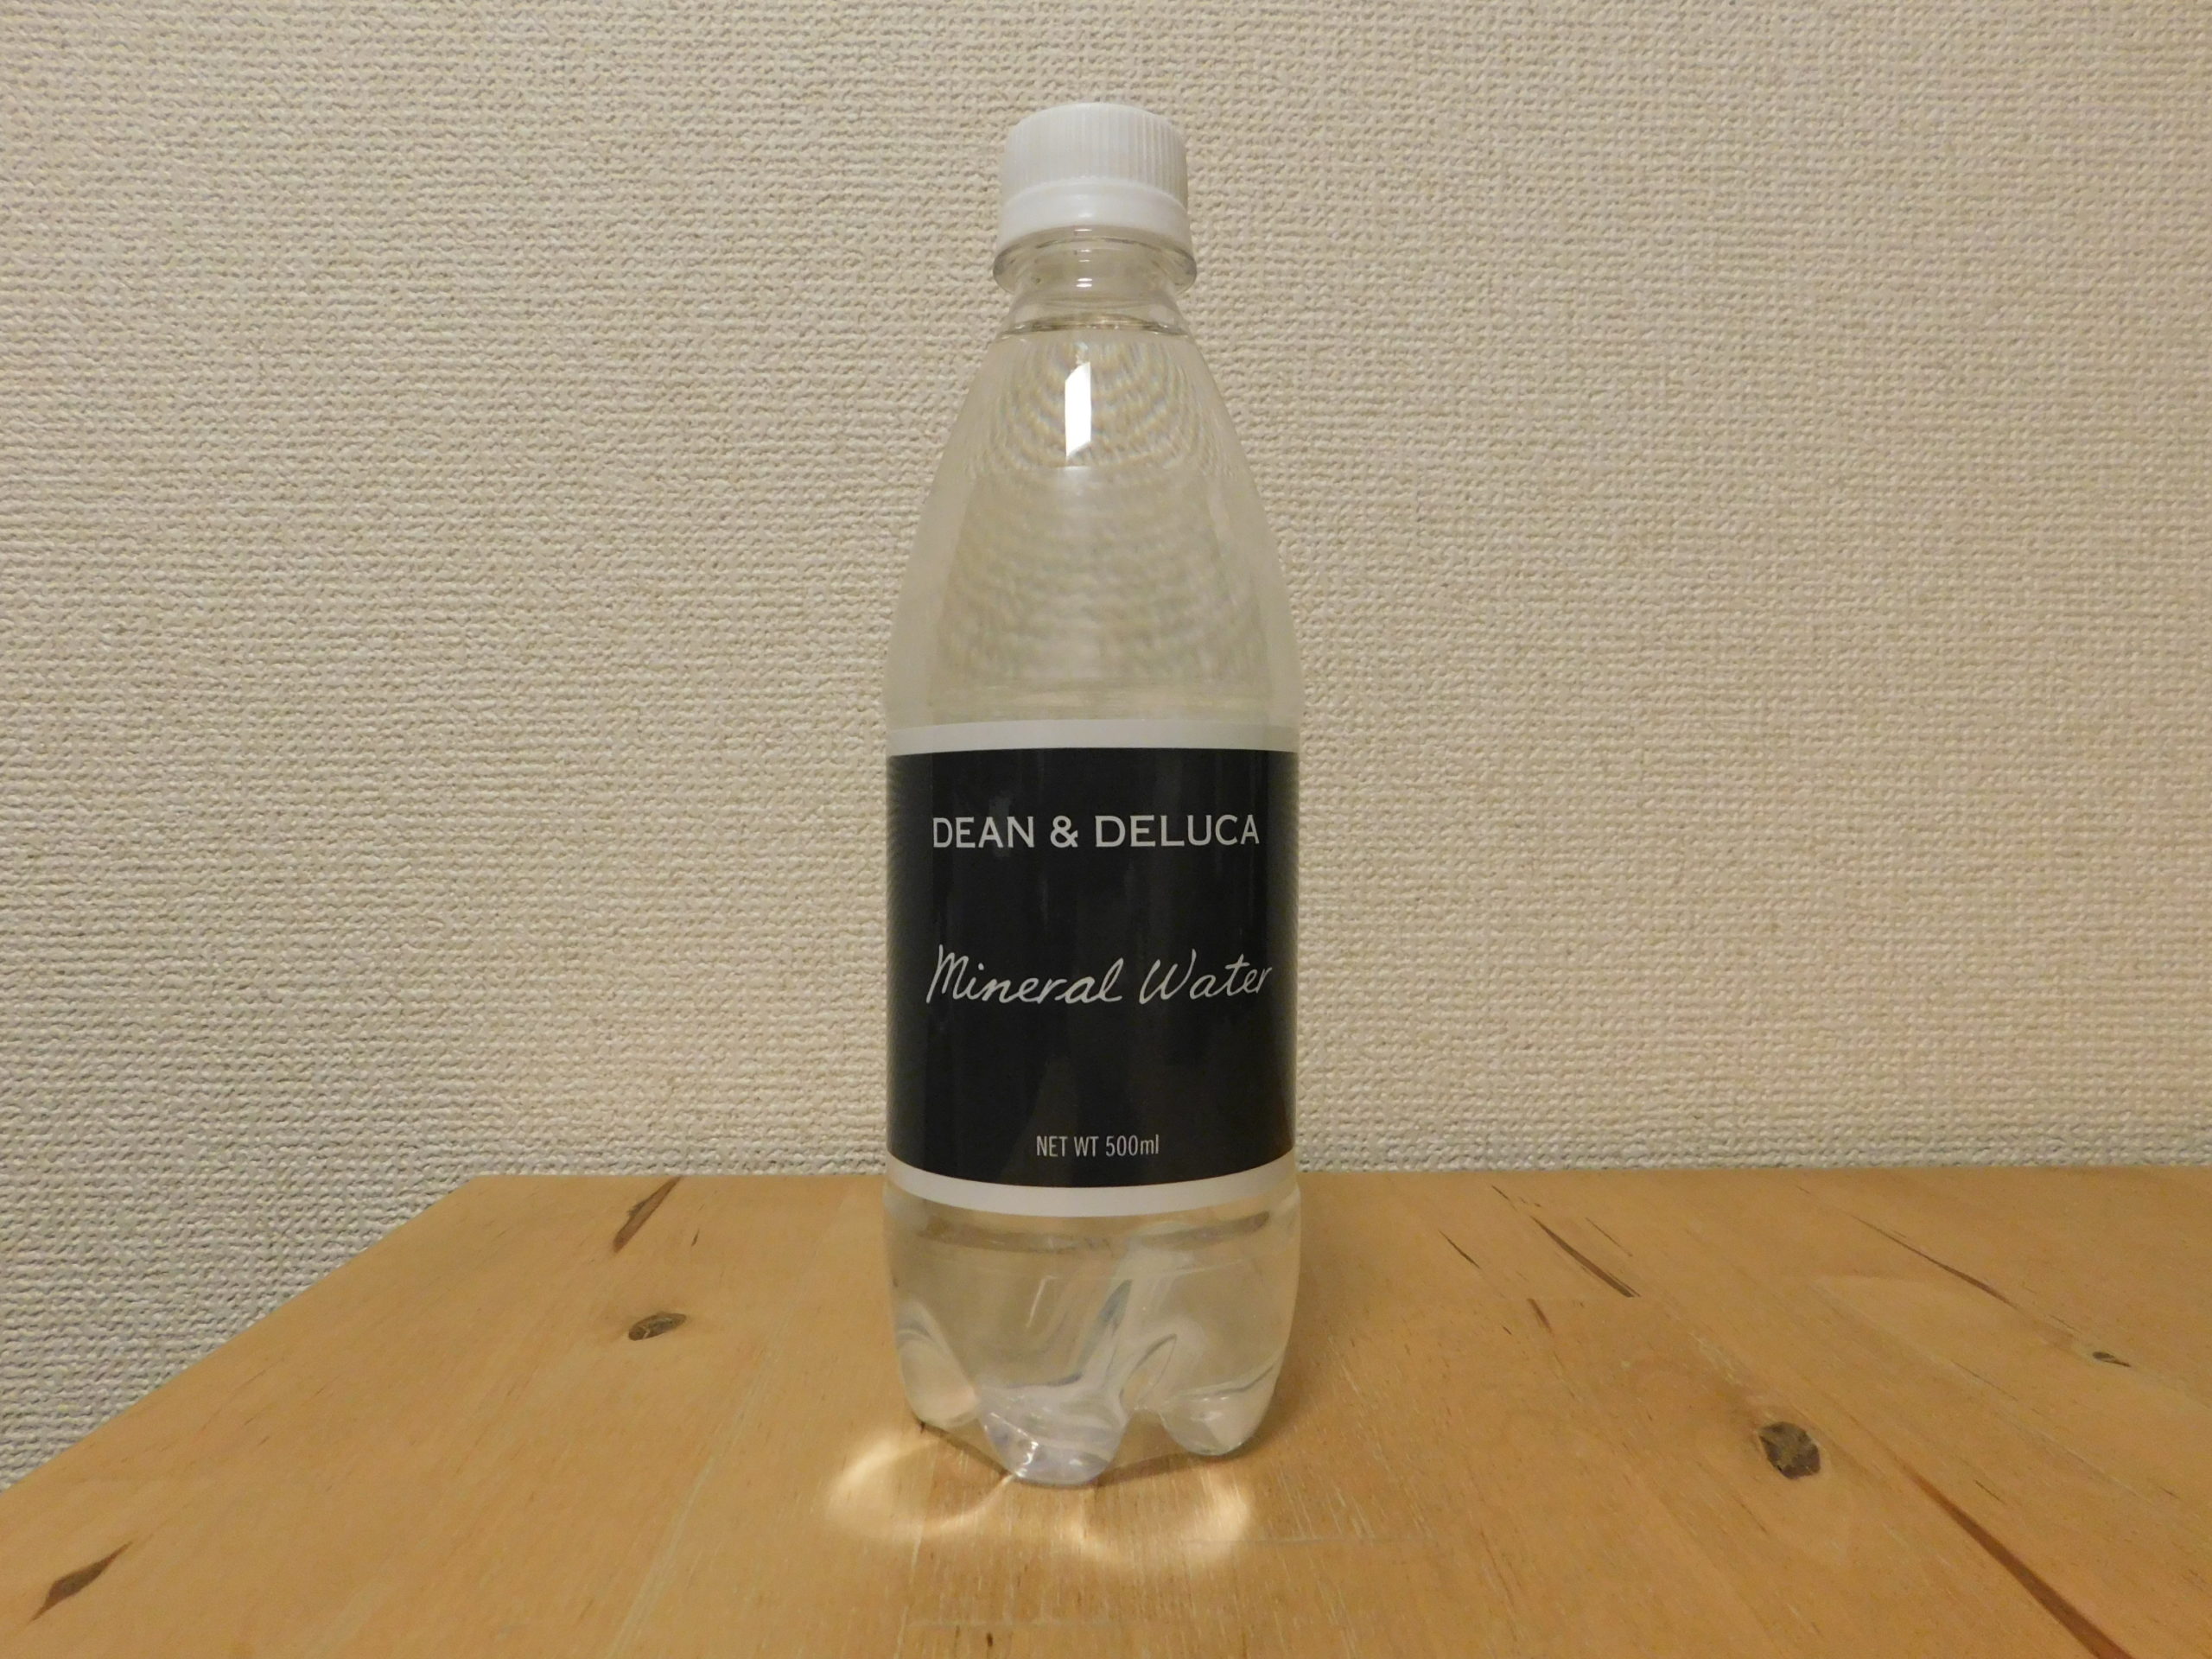 DEAN & DELUCA
Mineral Water
NET WT 500ml